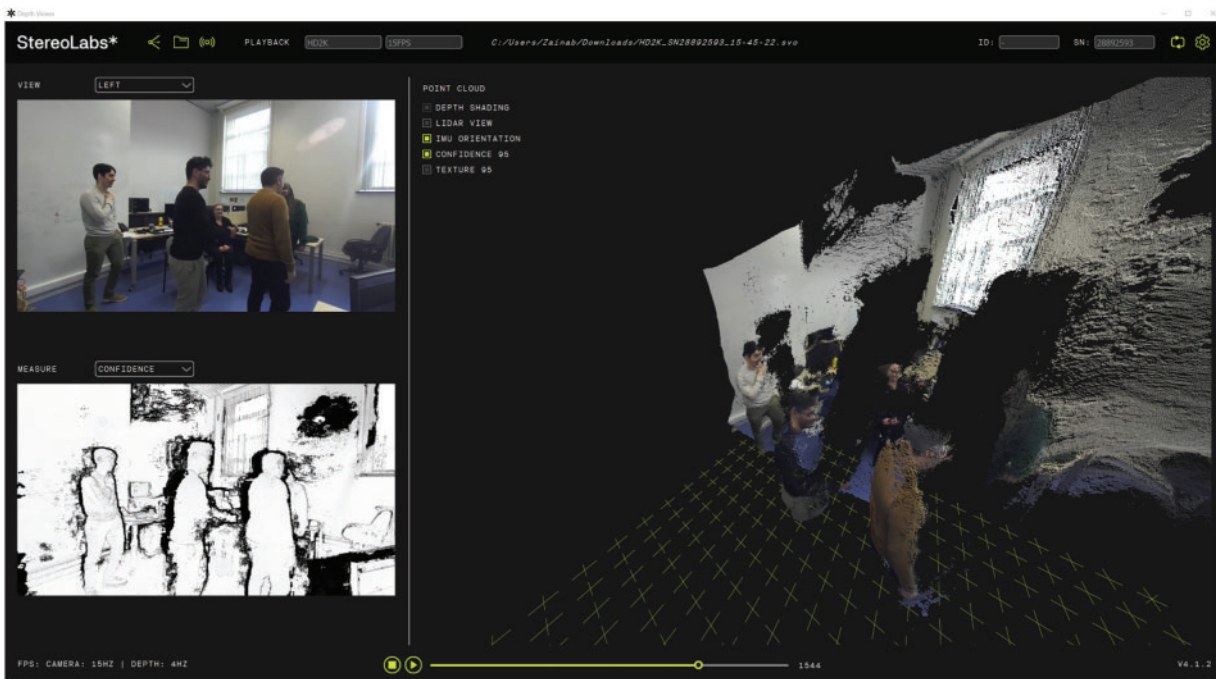 Depth Viewer
StereoLabs*
PLAYBACK HD2K 15FPS C:/Users/Zainab/Downloads/HD2K_SN28892593_15-45-22.svo ID: - SN: 28892593
VIEW LEFT
POINT CLOUD
DEPTH SHADING
LIDAR VIEW
IMU ORIENTATION
CONFIDENCE 95
TEXTURE 95
MEASURE CONFIDENCE
FPS: CAMERA: 15HZ | DEPTH: 4HZ
1544
V4.1.2